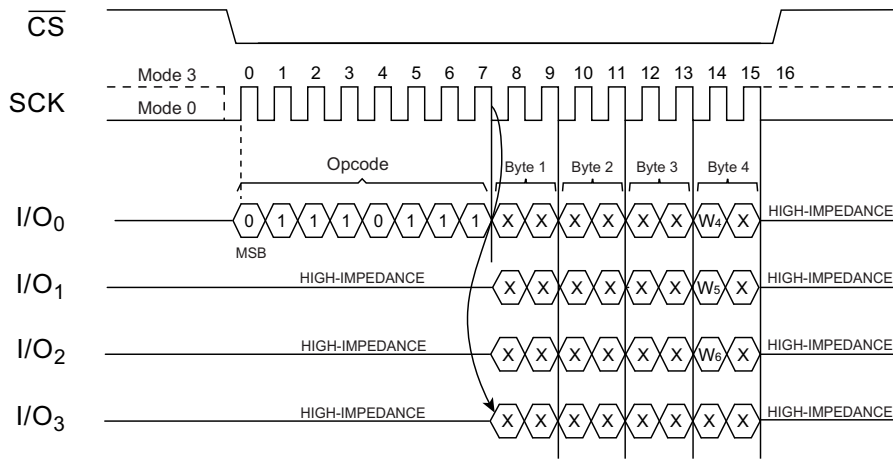 CS
0 1 2 3 4 5 6 7 8 9 10 11 12 13 14 15 16
Mode 3
SCK
Mode 0
Opcode
Byte 1 Byte 2 Byte 3 Byte 4
I/O0 0 1 1 1 0 1 1 1 X X X X X X W4 X HIGH-IMPEDANCE
MSB
I/O1 HIGH-IMPEDANCE X X X X X X W5 X HIGH-IMPEDANCE
I/O2 HIGH-IMPEDANCE X X X X X X W6 X HIGH-IMPEDANCE
I/O3 HIGH-IMPEDANCE X X X X X X X X HIGH-IMPEDANCE